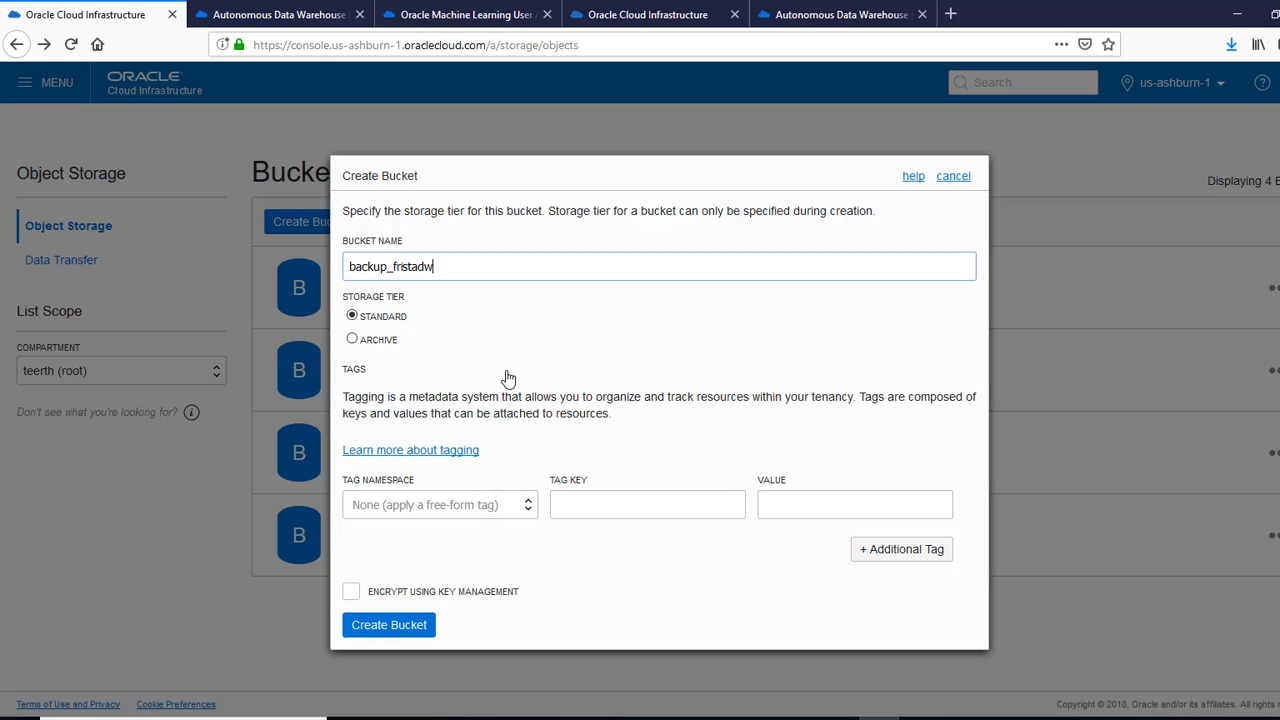 Oracle Cloud Infrastructure
Autonomous Data Warehouse
Oracle Machine Learning User
Oracle Cloud Infrastructure
Autonomous Data Warehouse
https://console.us-ashburn-1.oraclecloud.com/a/storage/objects
MENU
ORACLE
Cloud Infrastructure
Search
us-ashburn-1
Object Storage
Object Storage
Data Transfer
List Scope
COMPARTMENT
teerth (root)
Don't see what you're looking for?
Bucke
Displaying 4 B
Create Buc
B
B
B
B
Create Bucket
help
cancel
Specify the storage tier for this bucket. Storage tier for a bucket can only be specified during creation.
BUCKET NAME
backup_fristadw
STORAGE TIER
STANDARD
ARCHIVE
TAGS
Tagging is a metadata system that allows you to organize and track resources within your tenancy. Tags are composed of
keys and values that can be attached to resources.
Learn more about tagging
TAG NAMESPACE
TAG KEY
VALUE
None (apply a free-form tag)
+ Additional Tag
ENCRYPT USING KEY MANAGEMENT
Create Bucket
Terms of Use and Privacy
Cookie Preferences
Copyright © 2018, Oracle and/or its affiliates. All rights r